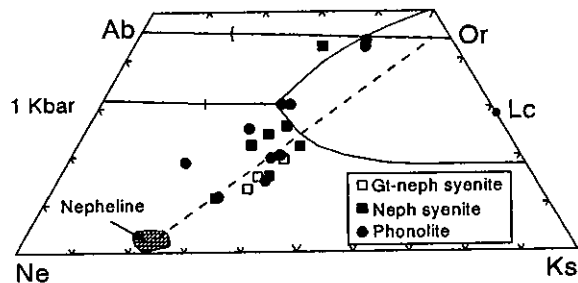 Ab
Or
1 Kbar
Lc
Gt-neph syenite
Neph syenite
Phonolite
Nepheline
Ne
Ks